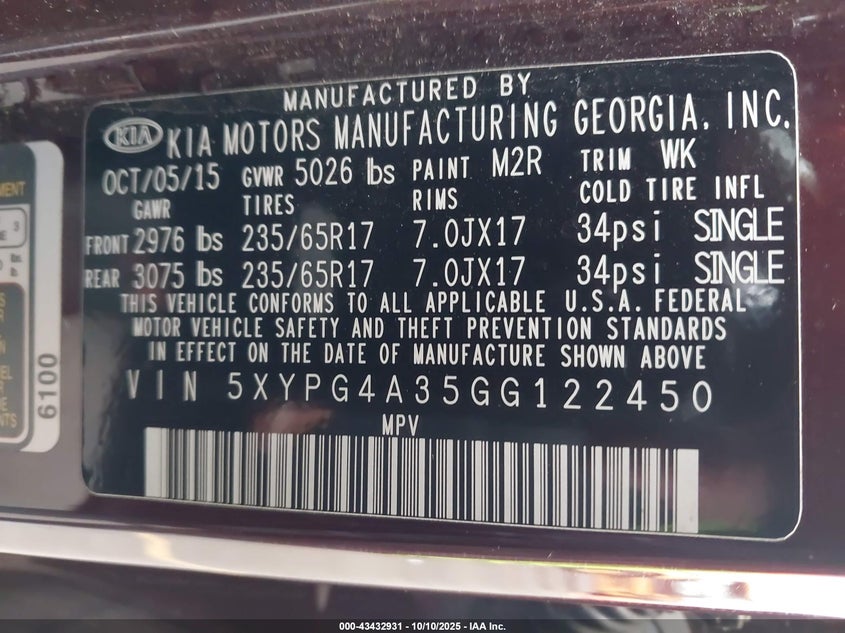 MANUFACTURED BY
KIA KIA MOTORS MANUFACTURING GEORGIA, INC.
OCT/05/15 GVWR 5026 lbs PAINT M2R TRIM WK
GAWR TIRES RIMS COLD TIRE INFL
FRONT 2976 lbs 235/65R17 7.0JX17 34psi SINGLE
REAR 3075 lbs 235/65R17 7.0JX17 34psi SINGLE
THIS VEHICLE CONFORMS TO ALL APPLICABLE U.S.A. FEDERAL
MOTOR VEHICLE SAFETY AND THEFT PREVENTION STANDARDS
IN EFFECT ON THE DATE OF MANUFACTURE SHOWN ABOVE
VIN 5XYPG4A35GG122450
MPV
6100
000-43432931 - 10/10/2025 - IAA Inc.